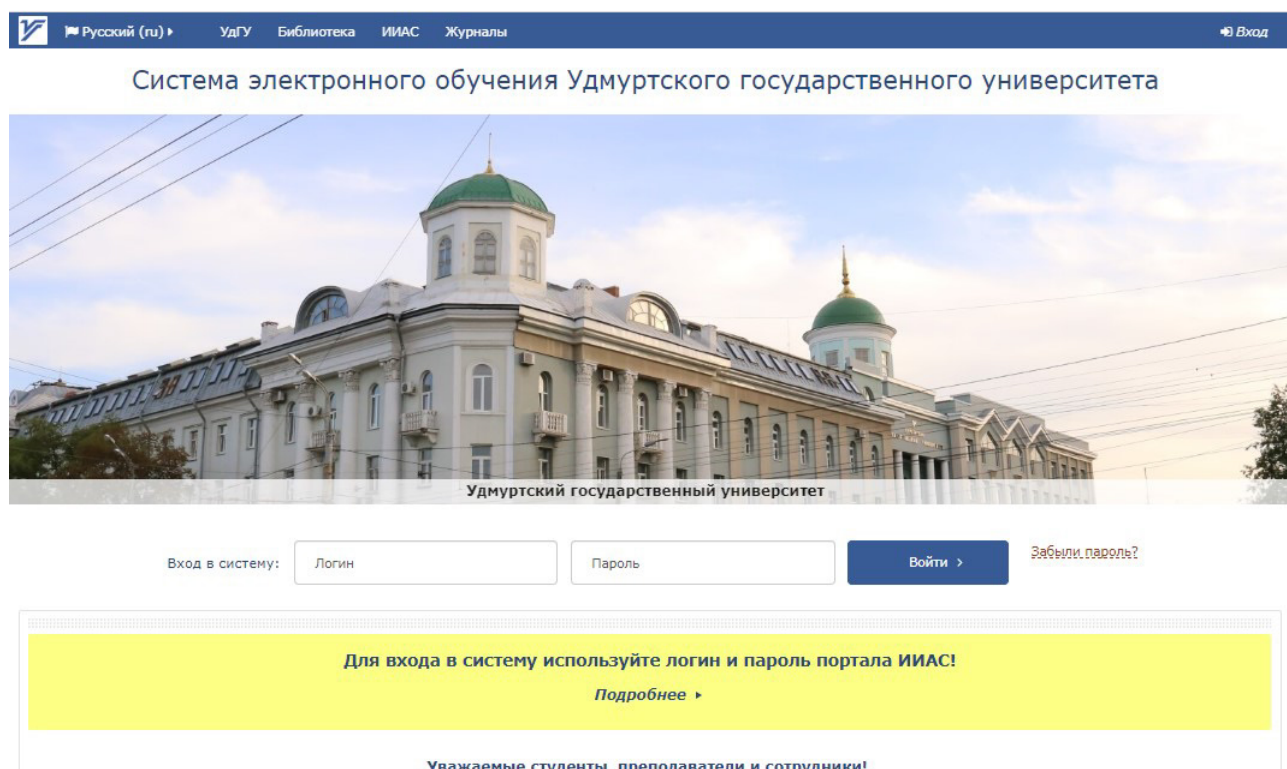 Русский (ru) УдГУ Библиотека ИИАС Журналы Вход
Система электронного обучения Удмуртского государственного университета
Удмуртский государственный университет
Вход в систему: Логин Пароль Войти Забыли пароль?
Для входа в систему используйте логин и пароль портала ИИАС!
Подробнее
Уважаемые студенты, преподаватели и сотрудники!